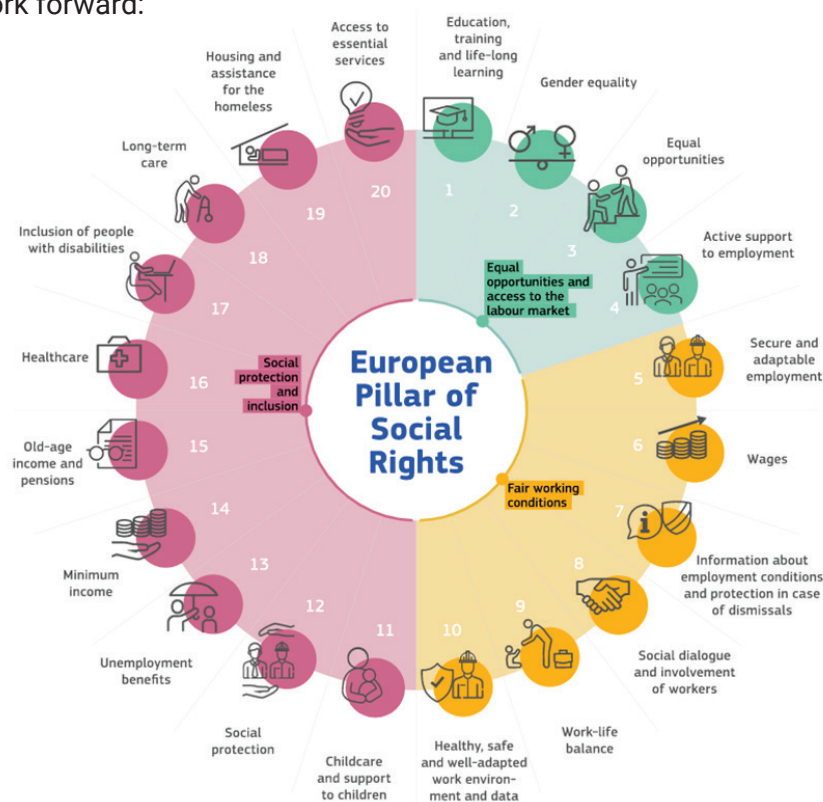 ork forward:
Access to
essential
services
Education,
training
and life-long
learning
Housing and
assistance
for the
homeless
Gender equality
Long-term
care
Equal
opportunities
20
1
19
2
Inclusion of people
with disabilities
18
3
Active support
to employment
17
4
Equal
opportunities and
access to the
labour market
Healthcare
16
Social
protection
and
inclusion
European
Pillar of
Social
Rights
5
Secure and
adaptable
employment
Old-age
income and
pensions
15
6
Wages
Fair working
conditions
14
7
i
Minimum
income
13
8
Information about
employment conditions
and protection in case
of dismissals
12
9
11
10
Unemployment
benefits
Social dialogue
and involvement
of workers
Social
protection
Work-life
balance
Childcare
and support
to children
Healthy, safe
and well-adapted
work environ-
ment and data